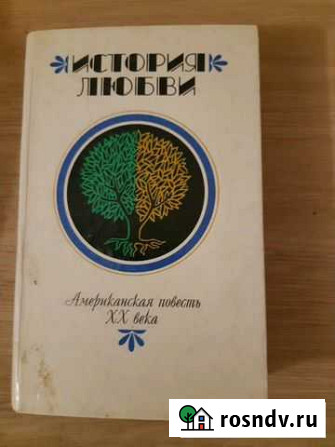 ИСТОРИЯ
ЛЮБВИ
Американская повесть
XX века
rosndv.ru